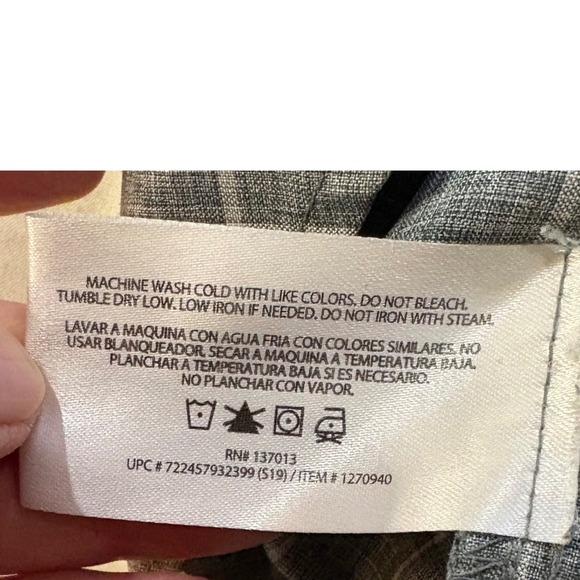 MACHINE WASH COLD WITH LIKE COLORS. DO NOT BLEACH.
TUMBLE DRY LOW. LOW IRON IF NEEDED. DO NOT IRON WITH STEAM.
LAVAR A MAQUINA CON AGUA FRIA CON COLORES SIMILARES. NO
USAR BLANQUEADOR. SECAR A MAQUINA A TEMPERATURA BAJA.
PLANCHAR A TEMPERATURA BAJA SI ES NECESARIO.
NO PLANCHAR CON VAPOR.
RN# 137013
UPC # 722457932399 (S19) / ITEM # 1270940